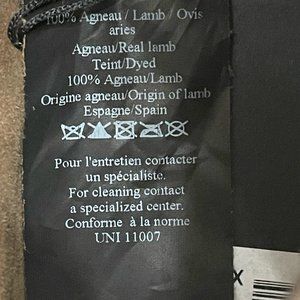 100% Agneau / Lamb / Ovis
aries
Agneau/Real lamb
Teint/Dyed
100% Agneau/Lamb
Origine agneau/Origin of lamb
Espagne/Spain
Pour l'entretien contacter
un spécialiste.
For cleaning contact
a specialized center.
Conforme à la norme
UNI 11007
X